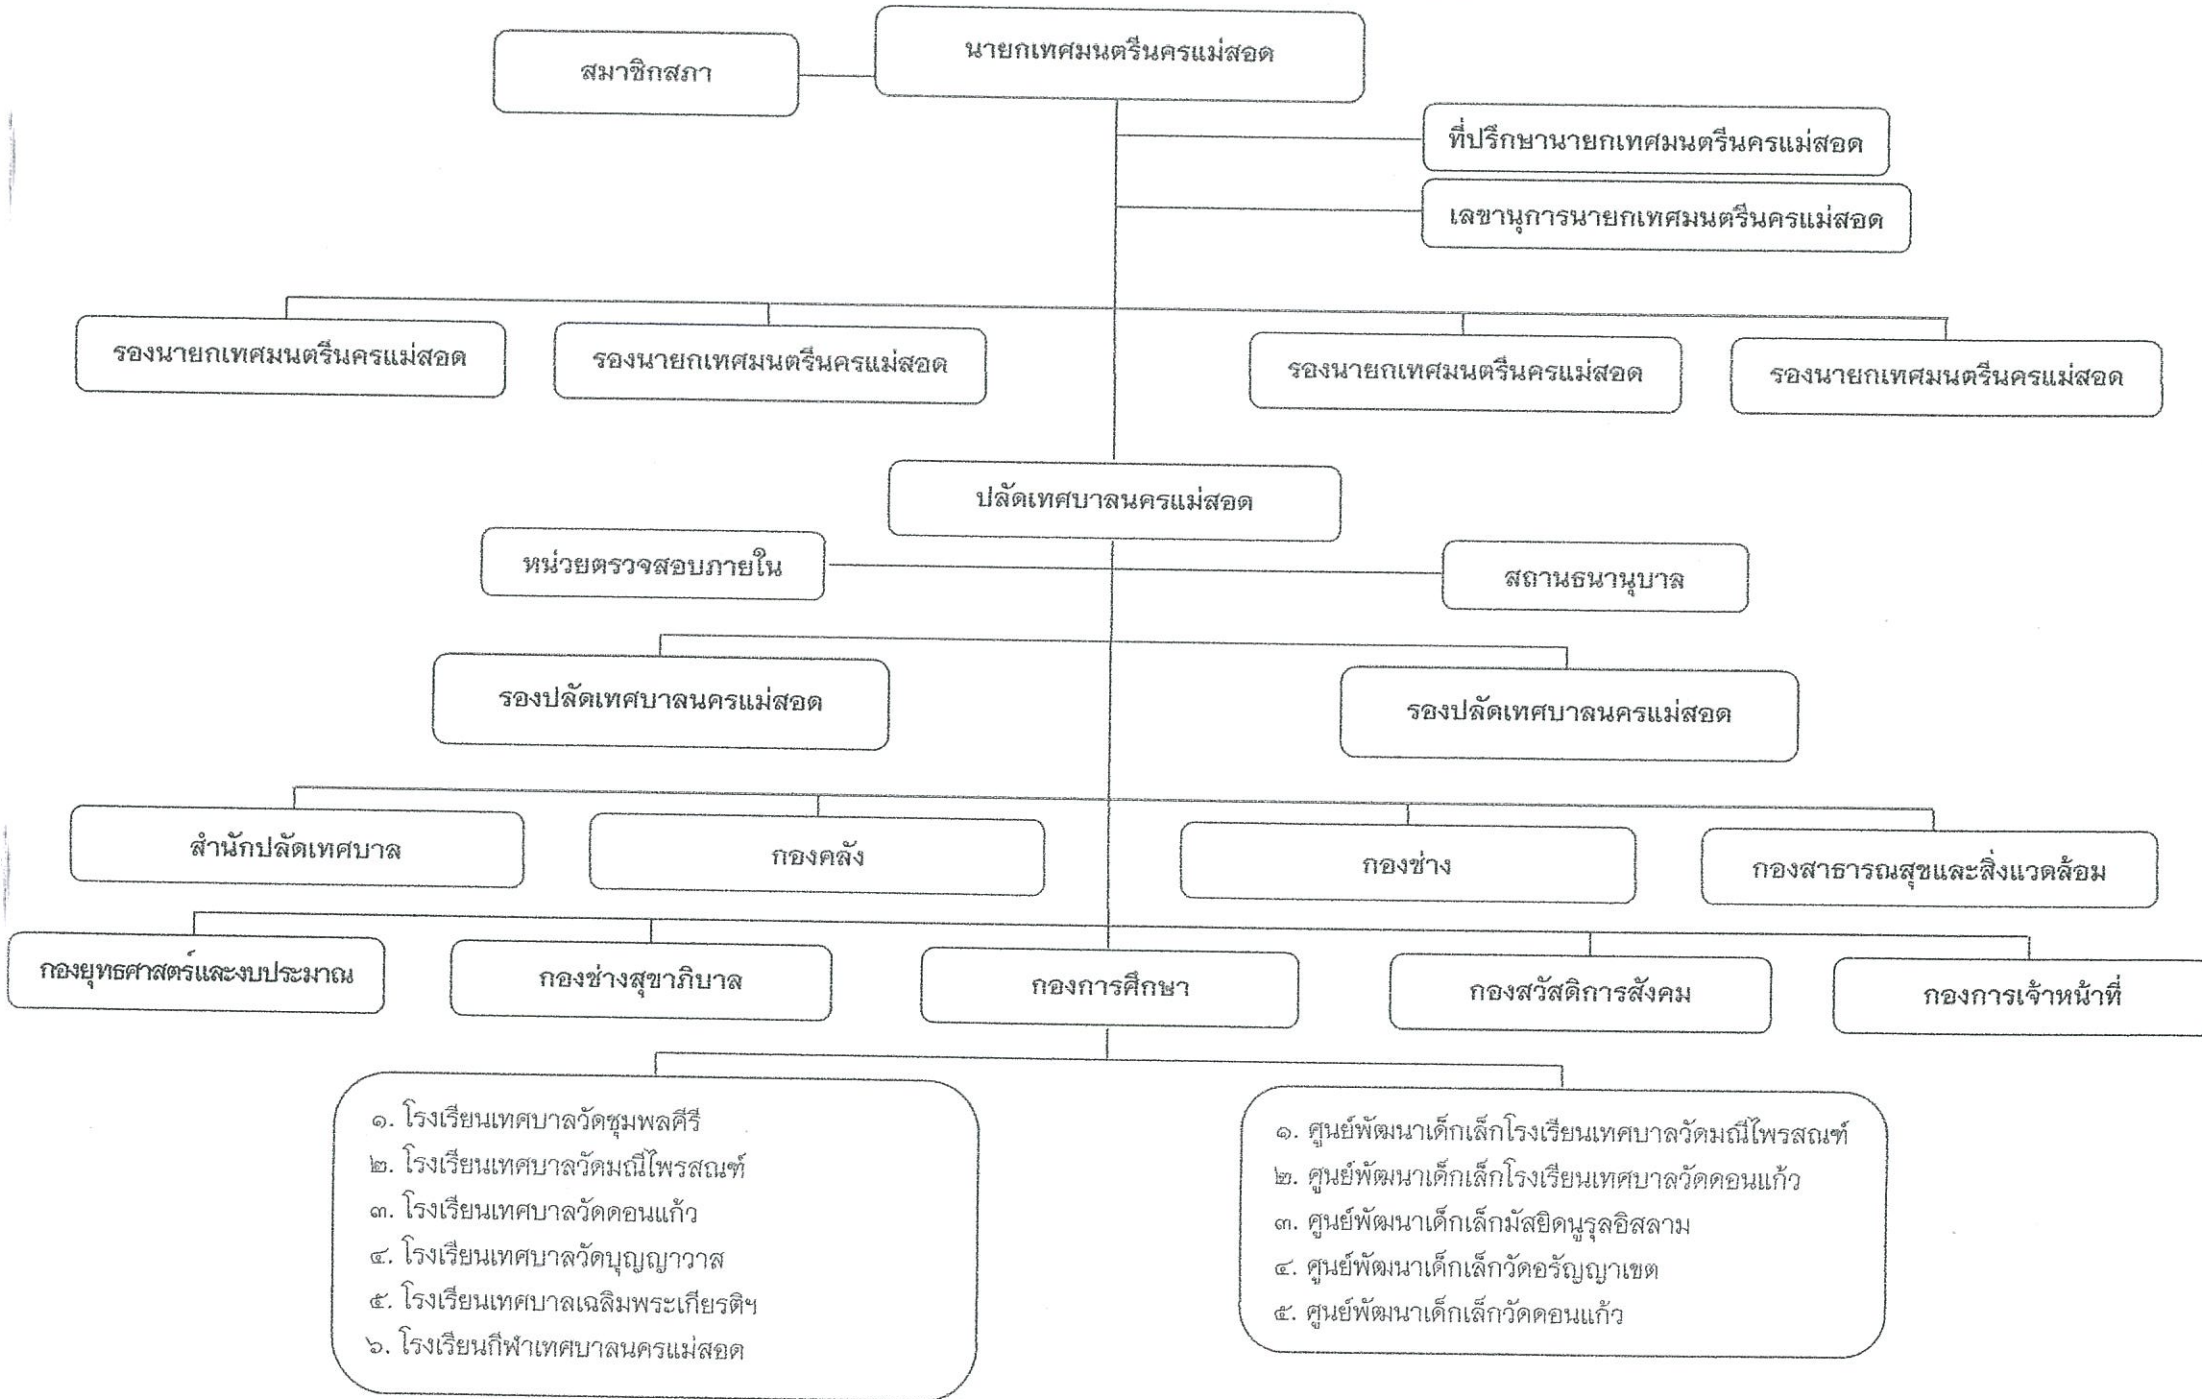 สมาชิกสภา
นายกเทศมนตรีนครแม่สอด
ที่ปรึกษานายกเทศมนตรีนครแม่สอด
เลขานุการนายกเทศมนตรีนครแม่สอด
รองนายกเทศมนตรีนครแม่สอด
รองนายกเทศมนตรีนครแม่สอด
รองนายกเทศมนตรีนครแม่สอด
รองนายกเทศมนตรีนครแม่สอด
ปลัดเทศบาลนครแม่สอด
หน่วยตรวจสอบภายใน
สถานธนานุบาล
รองปลัดเทศบาลนครแม่สอด
รองปลัดเทศบาลนครแม่สอด
สำนักปลัดเทศบาล
กองคลัง
กองช่าง
กองสาธารณสุขและสิ่งแวดล้อม
กองยุทธศาสตร์และงบประมาณ
กองช่างสุขาภิบาล
กองการศึกษา
กองสวัสดิการสังคม
กองการเจ้าหน้าที่
๑. โรงเรียนเทศบาลวัดชุมพลคีรี
๒. โรงเรียนเทศบาลวัดมณีไพรสณฑ์
๓. โรงเรียนเทศบาลวัดดอนแก้ว
๔. โรงเรียนเทศบาลวัดบุญญาวาส
๕. โรงเรียนเทศบาลเฉลิมพระเกียรติฯ
๖. โรงเรียนกีฬาเทศบาลนครแม่สอด
๑. ศูนย์พัฒนาเด็กเล็กโรงเรียนเทศบาลวัดมณีไพรสณฑ์
๒. ศูนย์พัฒนาเด็กเล็กโรงเรียนเทศบาลวัดดอนแก้ว
๓. ศูนย์พัฒนาเด็กเล็กมัสยิดนูรุลอิสลาม
๔. ศูนย์พัฒนาเด็กเล็กวัดอรัญญาเขต
๕. ศูนย์พัฒนาเด็กเล็กวัดดอนแก้ว